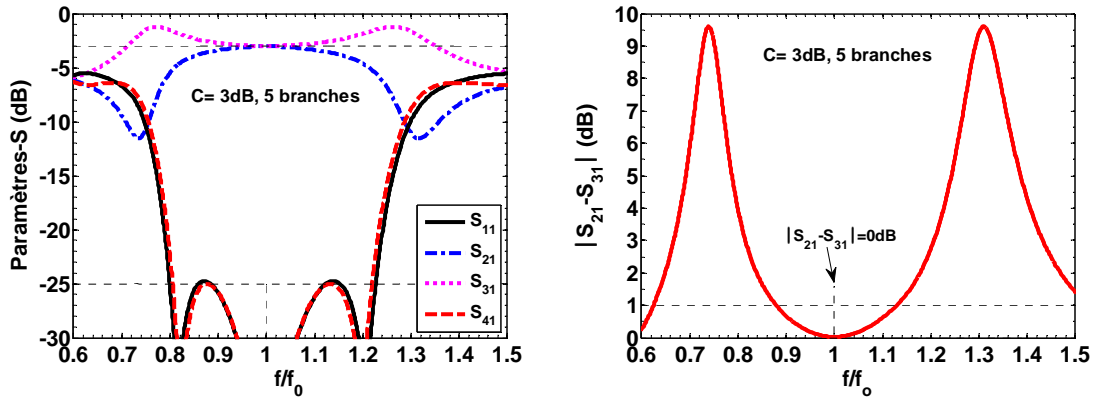 Paramètres-S (dB)
0
-5
-10
-15
-20
-25
-30
C= 3dB, 5 branches
S11
S21
S31
S41
0.6 0.7 0.8 0.9 1 1.1 1.2 1.3 1.4 1.5
f/f0
|S21-S31| (dB)
10
9
8
7
6
5
4
3
2
1
0
C= 3dB, 5 branches
|S21-S31|=0dB
0.6 0.7 0.8 0.9 1 1.1 1.2 1.3 1.4 1.5
f/fo